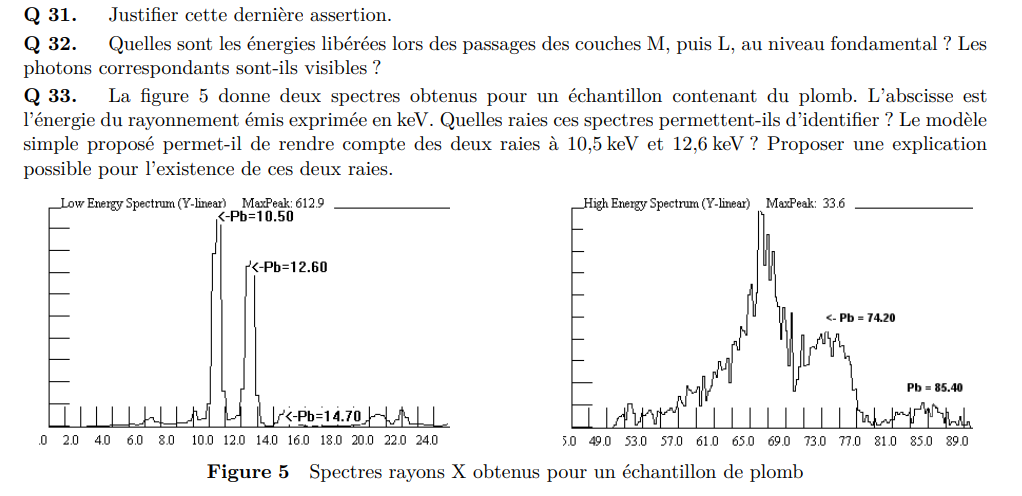 Q 31. Justifier cette dernière assertion.
Q 32. Quelles sont les énergies libérées lors des passages des couches M, puis L, au niveau fondamental ? Les
photons correspondants sont-ils visibles ?
Q 33. La figure 5 donne deux spectres obtenus pour un échantillon contenant du plomb. L'abscisse est
l'énergie du rayonnement émis exprimée en keV. Quelles raies ces spectres permettent-ils d'identifier ? Le modèle
simple proposé permet-il de rendre compte des deux raies à 10,5 keV et 12,6 keV ? Proposer une explication
possible pour l'existence de ces deux raies.
Low Energy Spectrum (Y-linear) MaxPeak: 612.9
<-Pb=10.50
<-Pb=12.60
<-Pb=14.70
.0 2.0 4.0 6.0 8.0 10.0 12.0 14.0 16.0 18.0 20.0 22.0 24.0
High Energy Spectrum (Y-linear) MaxPeak: 33.6
<- Pb = 74.20
Pb = 85.40
5.0 49.0 53.0 57.0 61.0 65.0 69.0 73.0 77.0 81.0 85.0 89.0
Figure 5 Spectres rayons X obtenus pour un échantillon de plomb